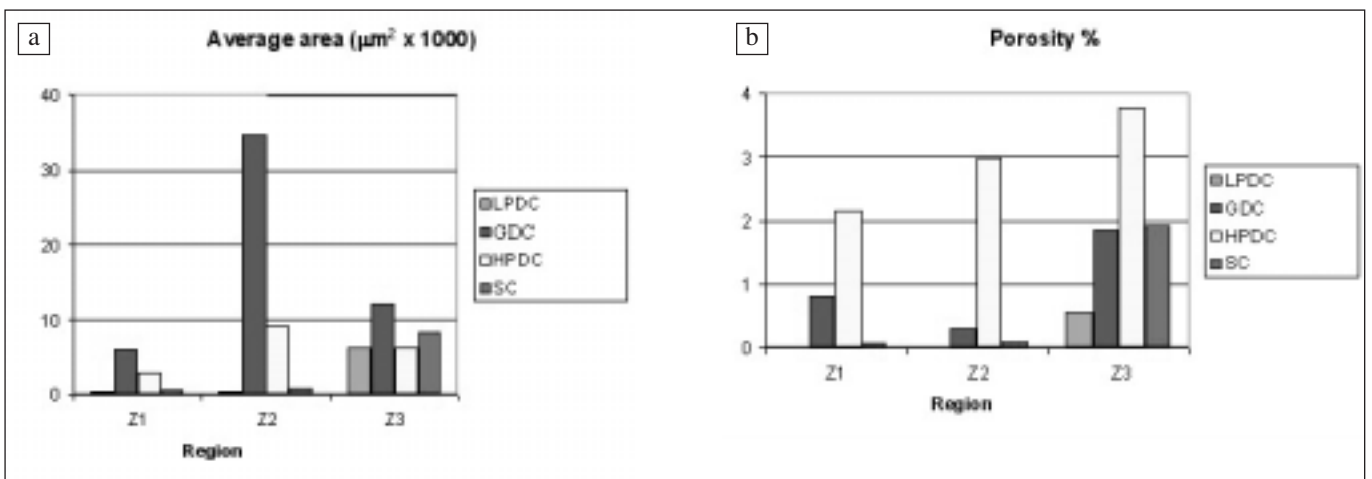 a
Average area (µm² x 1000)
40
30
20
10
0
Z1 Z2 Z3
Region
LPDC
GDC
HPDC
SC
b
Porosity %
4
3
2
1
0
Z1 Z2 Z3
Region
LPDC
GDC
HPDC
SC